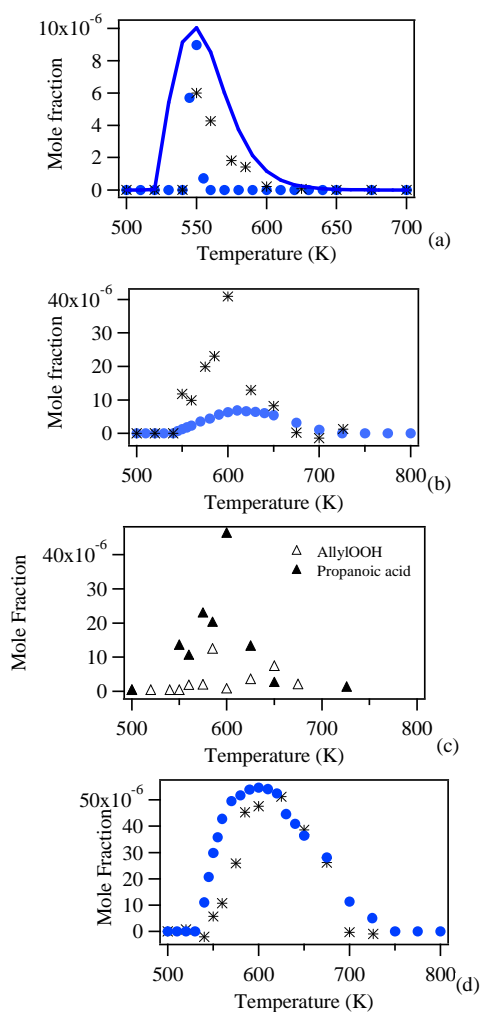 10x10-6
8
6
4
2
0
Mole fraction
500 550 600 650 700
Temperature (K)
(a)
40x10-6
30
20
10
0
Mole fraction
500 600 700 800
Temperature (K)
(b)
40x10-6
30
20
10
0
Mole Fraction
AllylOOH
Propanoic acid
500 600 700 800
Temperature (K)
(c)
50x10-6
40
30
20
10
0
Mole Fraction
500 600 700 800
Temperature (K)
(d)